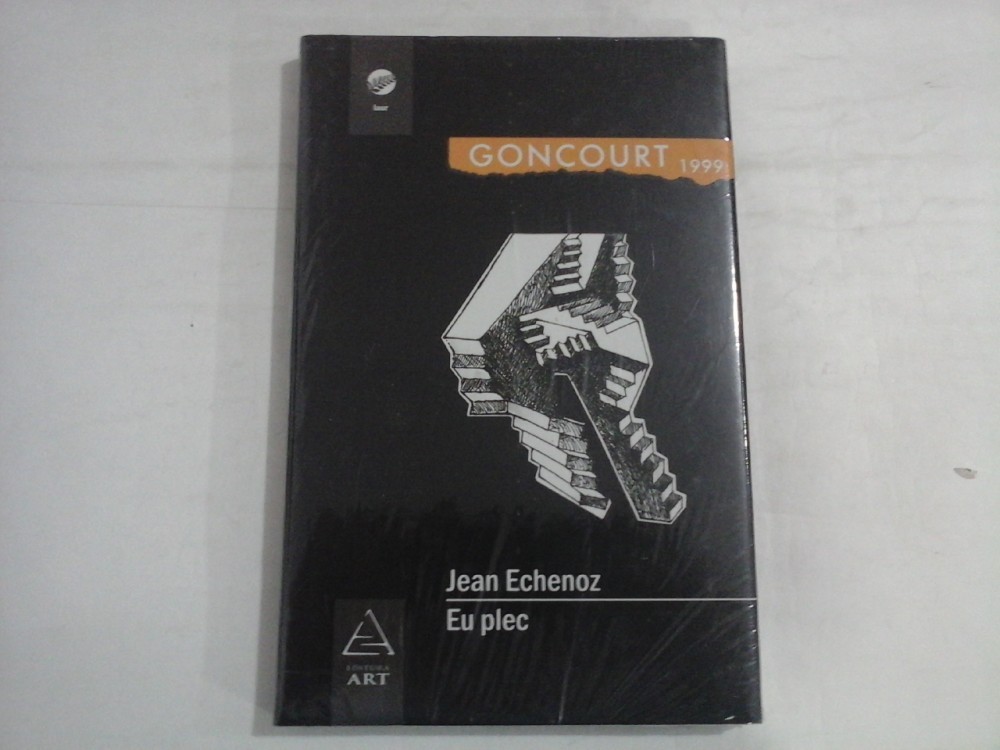 GONCOURT 1999
Jean Echenoz
Eu plec
EDITURA
ART